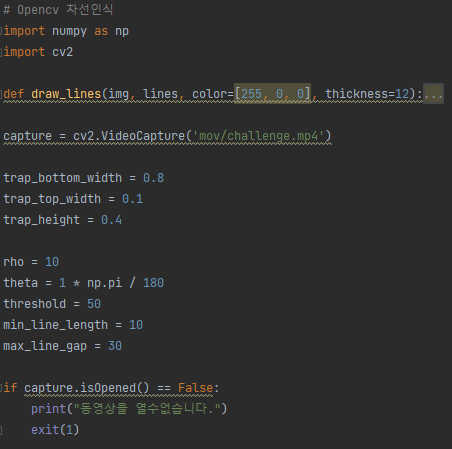 # Opencv 차선인식
import numpy as np
import cv2
def draw_lines(img, lines, color=[255, 0, 0], thickness=12):...
capture = cv2.VideoCapture('mov/challenge.mp4')
trap_bottom_width = 0.8
trap_top_width = 0.1
trap_height = 0.4
rho = 10
theta = 1 * np.pi / 180
threshold = 50
min_line_length = 10
max_line_gap = 30
if capture.isOpened() == False:
    print("동영상을 열수없습니다.")
    exit(1)